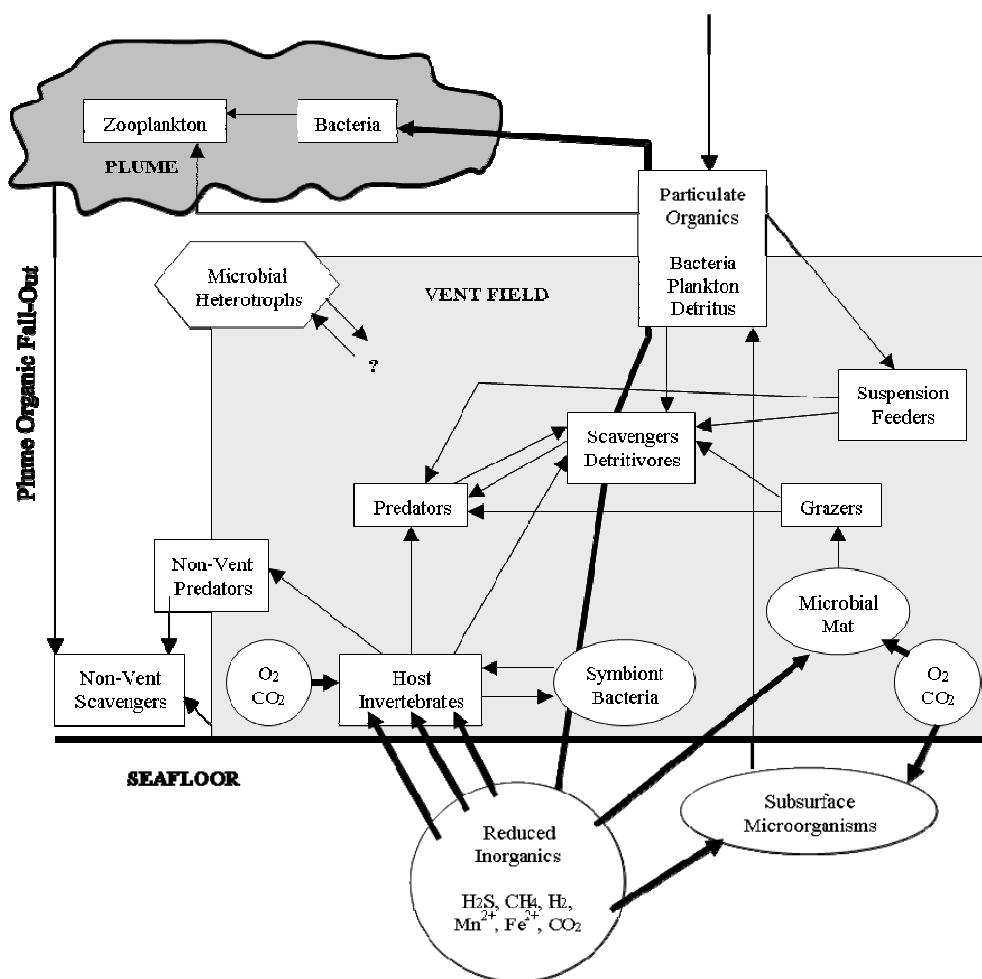 Zooplankton
Bacteria
PLUME
Particulate
Organics
Bacteria
Plankton
Detritus
Microbial
Heterotrophs
VENT FIELD
?
Plume Organic Fall-Out
Suspension
Feeders
Scavengers
Detritivores
Predators
Grazers
Non-Vent
Predators
Microbial
Mat
Non-Vent
Scavengers
O2
CO2
Host
Invertebrates
Symbiont
Bacteria
O2
CO2
SEAFLOOR
Subsurface
Microorganisms
Reduced
Inorganics
H2S, CH4, H2,
Mn2+, Fe2+, CO2